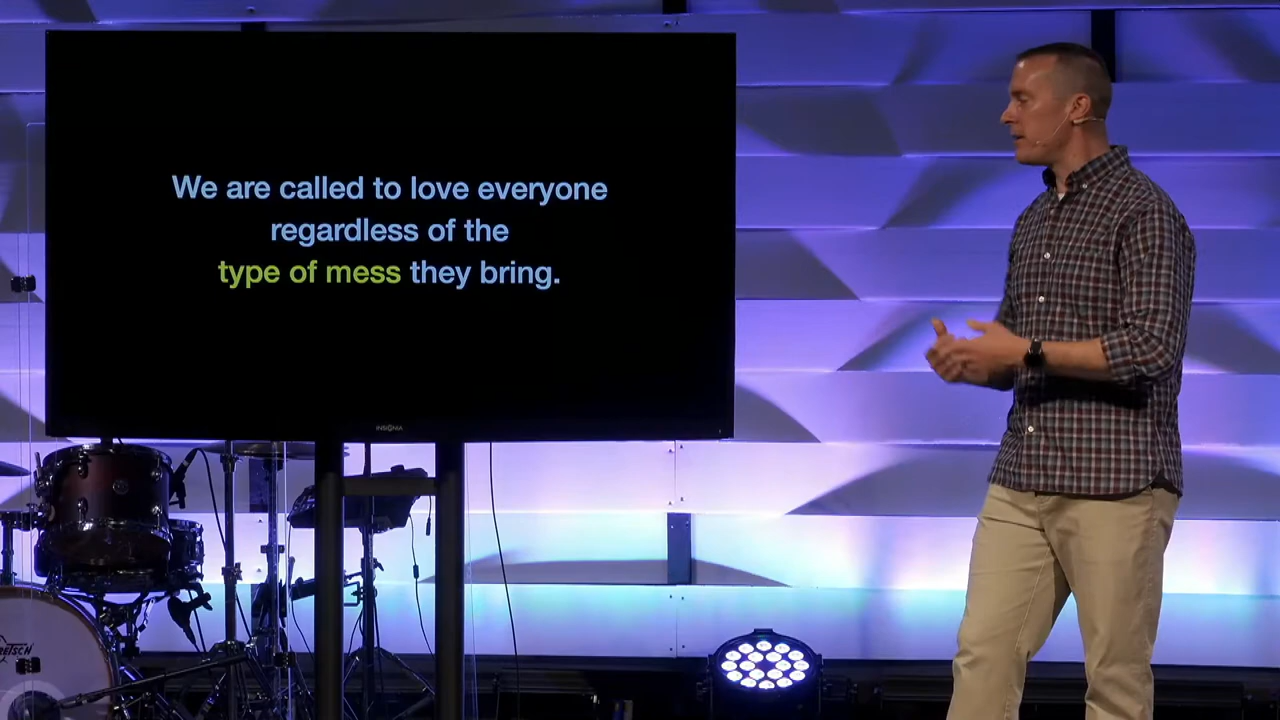 We are called to love everyone
regardless of the
type of mess they bring.
INSIGNIA